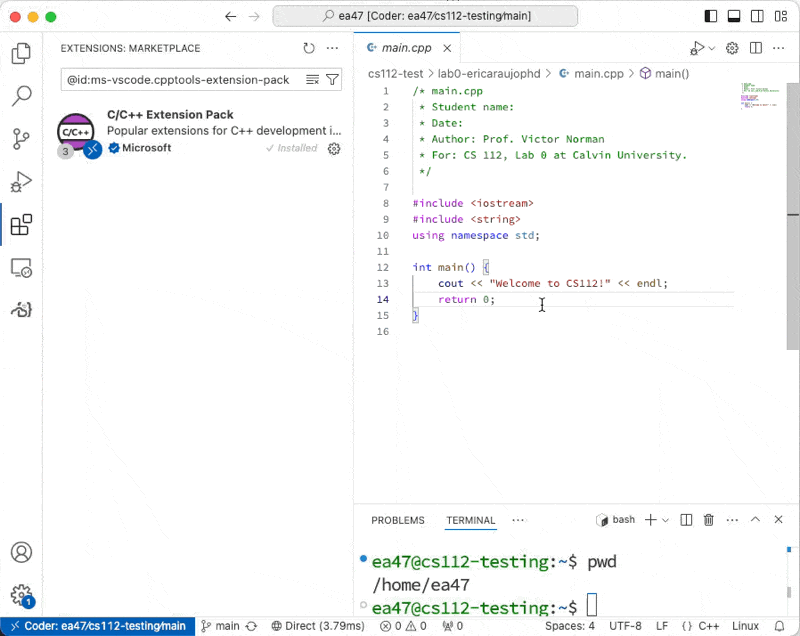 ea47 [Coder: ea47/cs112-testing/main]
EXTENSIONS: MARKETPLACE
@id:ms-vscode.cpptools-extension-pack
C/C++
3
C/C++ Extension Pack
Popular extensions for C++ development i...
Microsoft
Installed
main.cpp
cs112-test > lab0-ericaraujophd > main.cpp > main()
1 /* main.cpp
2 * Student name:
3 * Date:
4 * Author: Prof. Victor Norman
5 * For: CS 112, Lab 0 at Calvin University.
6 */
7
8 #include <iostream>
9 #include <string>
10 using namespace std;
11
12 int main() {
13 cout << "Welcome to CS112!" << endl;
14 return 0;
15 }
16
PROBLEMS TERMINAL ...
bash
ea47@cs112-testing:~$ pwd
/home/ea47
ea47@cs112-testing:~$
1
Coder: ea47/cs112-testing/main
main
Direct (3.79ms)
0 0
0
Spaces: 4 UTF-8 LF {} C++ Linux